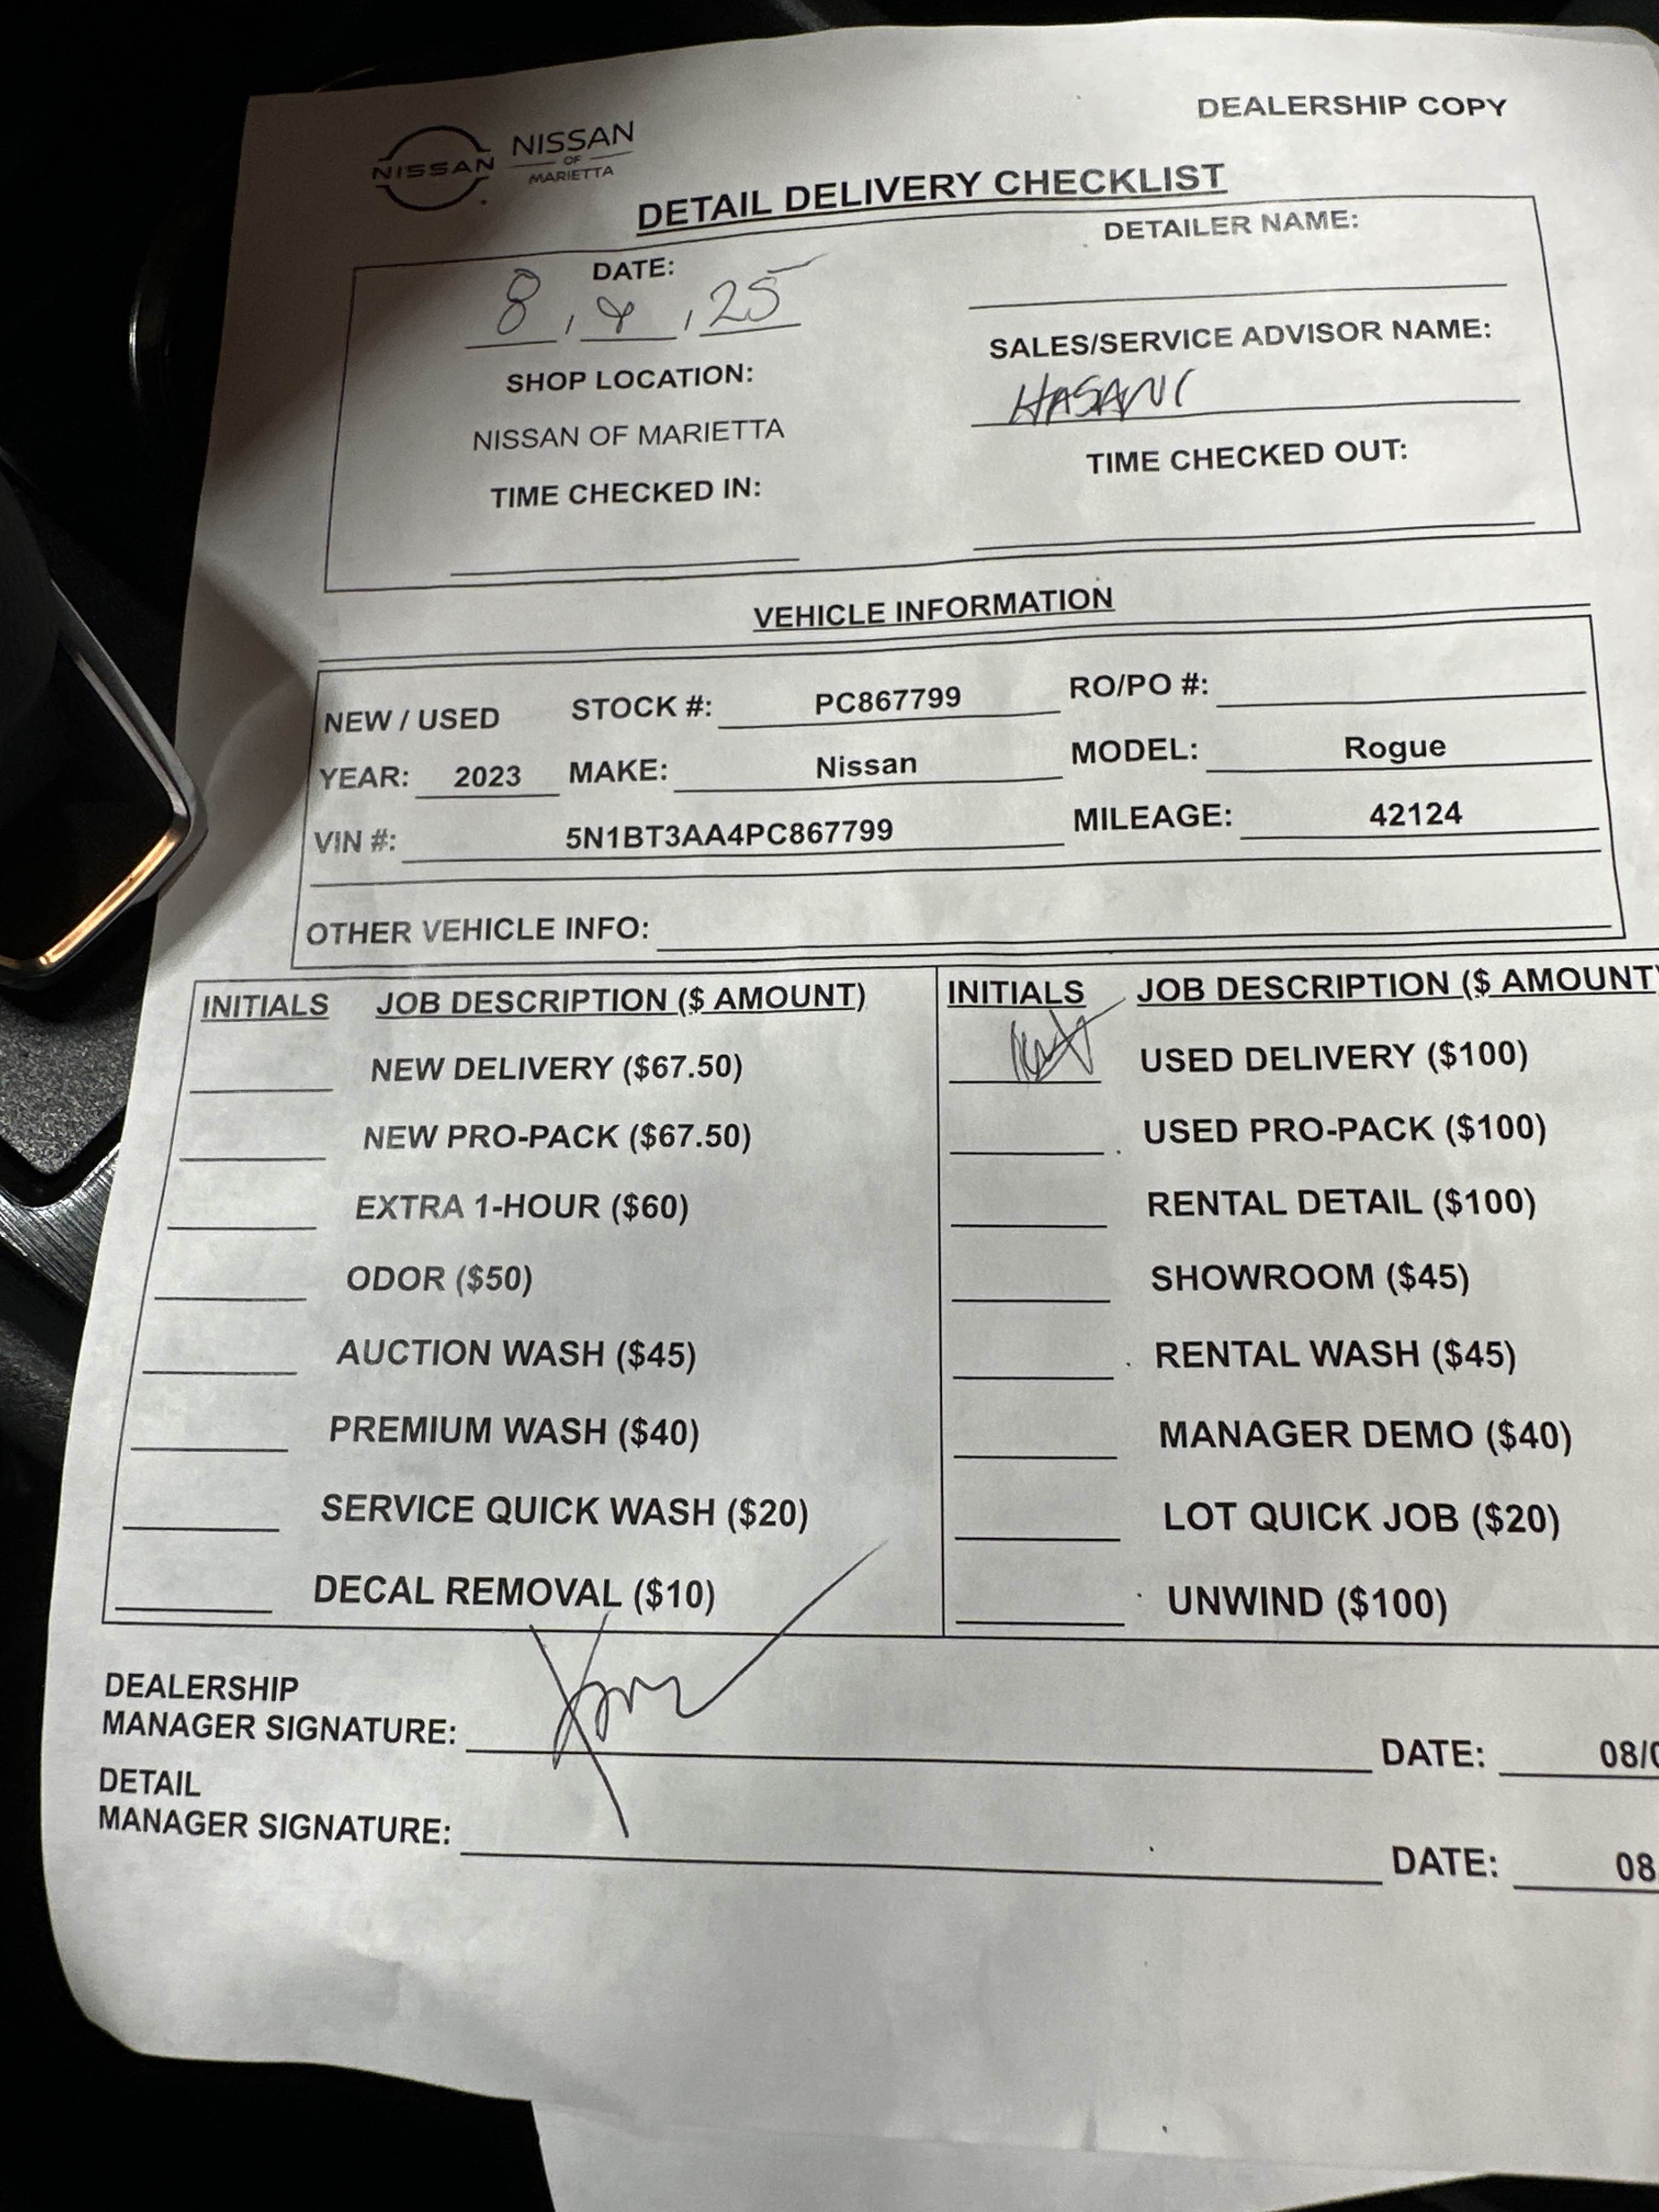 DEALERSHIP COPY
NISSAN NISSAN
OF
MARIETTA
DETAIL DELIVERY CHECKLIST
DATE: DETAILER NAME:
8, , 25
SHOP LOCATION: SALES/SERVICE ADVISOR NAME:
NISSAN OF MARIETTA HASANI
TIME CHECKED IN: TIME CHECKED OUT:
VEHICLE INFORMATION
NEW / USED STOCK #: PC867799 RO/PO #:
YEAR: 2023 MAKE: Nissan MODEL: Rogue
VIN #: 5N1BT3AA4PC867799 MILEAGE: 42124
OTHER VEHICLE INFO:
INITIALS JOB DESCRIPTION ($ AMOUNT) INITIALS JOB DESCRIPTION ($ AMOUNT)
NEW DELIVERY ($67.50) USED DELIVERY ($100)
NEW PRO-PACK ($67.50) USED PRO-PACK ($100)
EXTRA 1-HOUR ($60) RENTAL DETAIL ($100)
ODOR ($50) SHOWROOM ($45)
AUCTION WASH ($45) RENTAL WASH ($45)
PREMIUM WASH ($40) MANAGER DEMO ($40)
SERVICE QUICK WASH ($20) LOT QUICK JOB ($20)
DECAL REMOVAL ($10) UNWIND ($100)
DEALERSHIP
MANAGER SIGNATURE: DATE: 08/
DETAIL
MANAGER SIGNATURE: DATE: 08